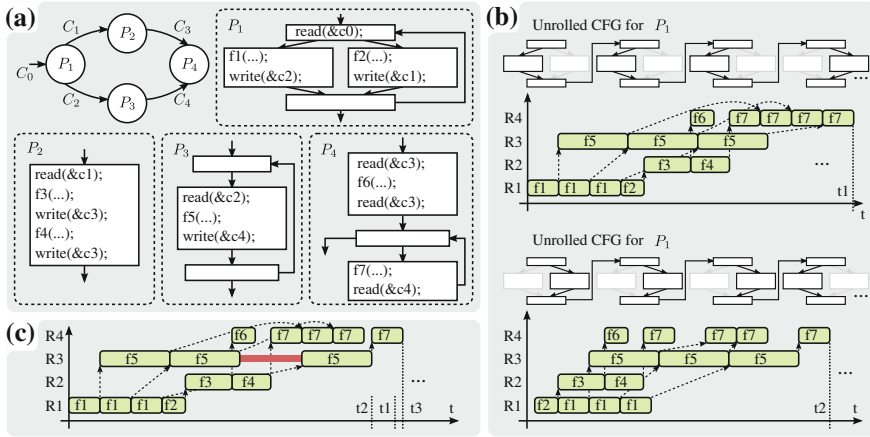 (a)
C1
P2
C3
C0
P1
P4
C2
P3
C4
P1
read(&c0);
f1(...);
write(&c2);
f2(...);
write(&c1);
P2
read(&c1);
f3(...);
write(&c3);
f4(...);
write(&c3);
P3
read(&c2);
f5(...);
write(&c4);
P4
read(&c3);
f6(...);
read(&c3);
f7(...);
read(&c4);
(b)
Unrolled CFG for P1
...
R4 f6 f7 f7 f7 f7
R3 f5 f5 f5
R2 f3 f4 ...
R1 f1 f1 f1 f2
t1
t
Unrolled CFG for P1
...
R4 f6 f7 f7 f7 f7
R3 f5 f5 f5
R2 f3 f4 ...
R1 f2 f1 f1 f1
t2
t
(c)
R4 f6 f7 f7 f7 f7
R3 f5 f5 f5
R2 f3 f4 ...
R1 f1 f1 f1 f2
t2 t1 t3
t